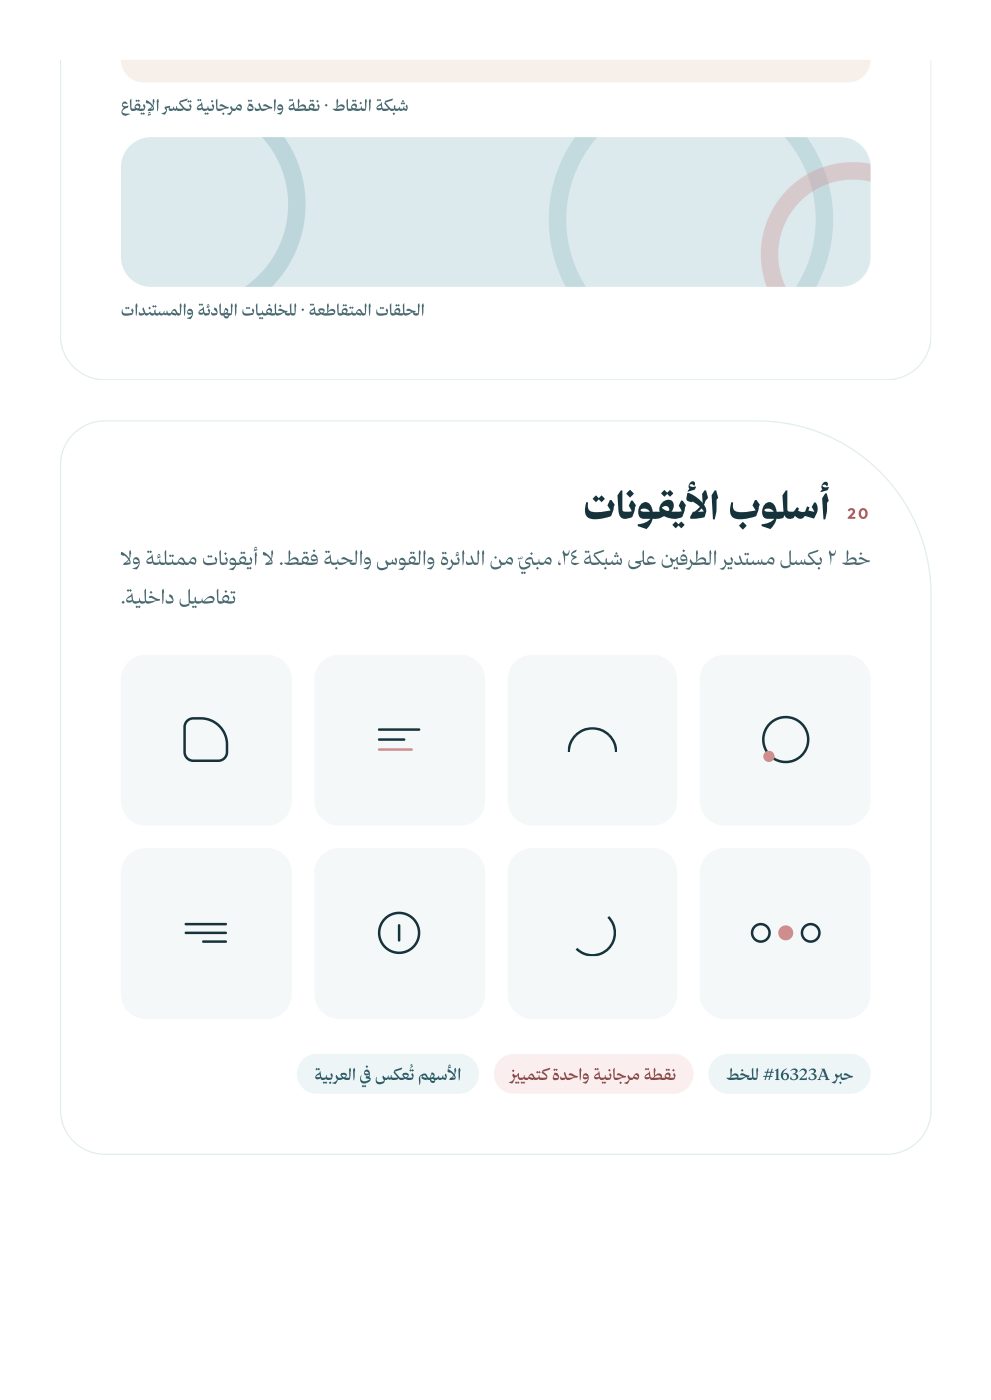 شبكة النقاط · نقطة واحدة مرجانية تكسر الإيقاع
الحلقات المتقاطعة · للخلفيات الهادئة والمستندات
20 أسلوب الأيقونات
خط ٢ بكسل مستدير الطرفين على شبكة ٢٤، مبنيّ من الدائرة والقوس والحبة فقط. لا أيقونات ممتلئة ولا
تفاصيل داخلية.
حبر #16323A للخط
نقطة مرجانية واحدة كتمييز
الأسهم تُعكس في العربية